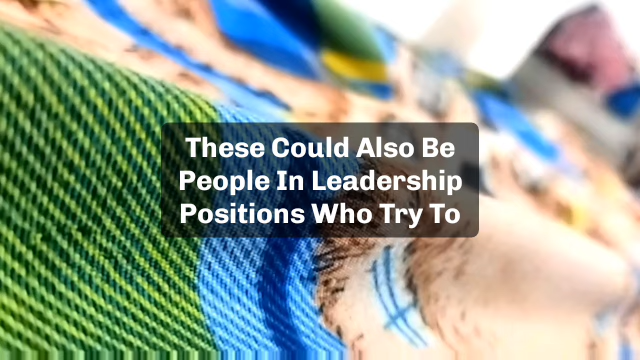 These Could Also Be
People In Leadership
Positions Who Try To